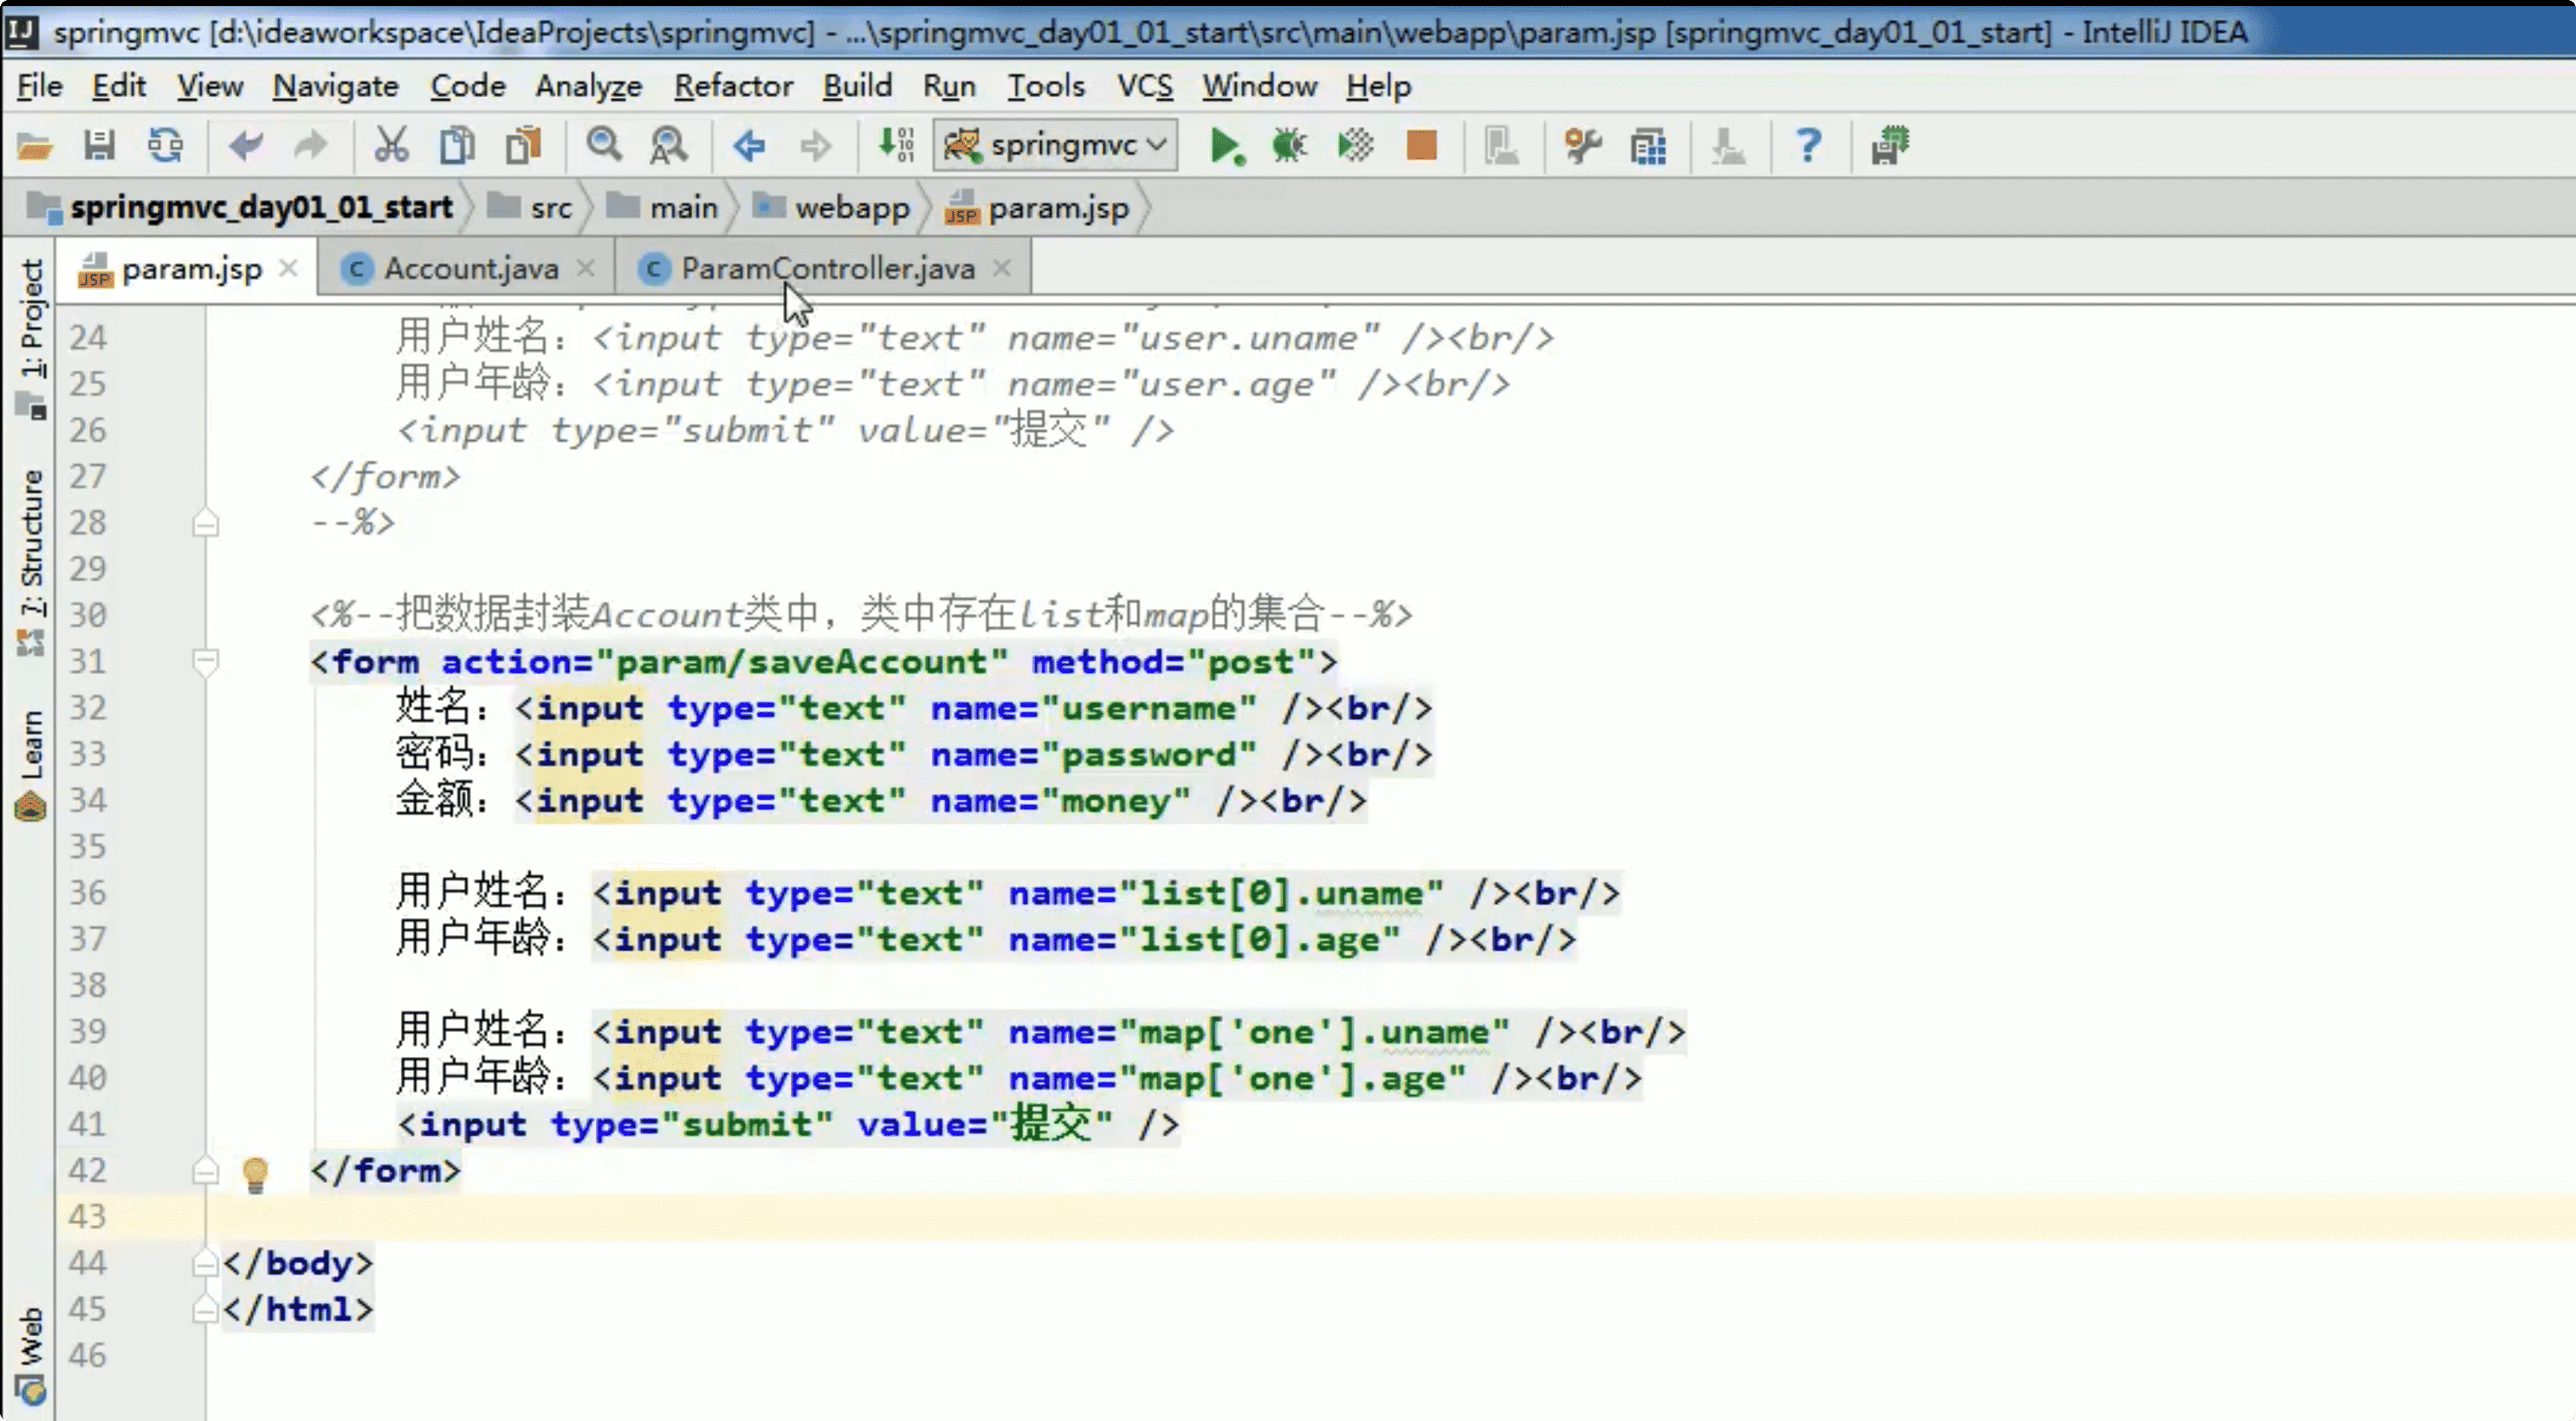 springmvc [d:\ideaworkspace\IdeaProjects\springmvc] - ...\springmvc_day01_01_start\src\main\webapp\param.jsp [springmvc_day01_01_start] - IntelliJ IDEA
File Edit View Navigate Code Analyze Refactor Build Run Tools VCS Window Help
springmvc
springmvc_day01_01_start src main webapp param.jsp
param.jsp Account.java ParamController.java
1: Project
7: Structure
Learn
Web
24 用户姓名：<input type="text" name="user.uname" /><br/>
25 用户年龄：<input type="text" name="user.age" /><br/>
26 <input type="submit" value="提交" />
27 </form>
28 --%>
29
30 <%--把数据封装Account类中，类中存在list和map的集合--%>
31 <form action="param/saveAccount" method="post">
32 姓名：<input type="text" name="username" /><br/>
33 密码：<input type="text" name="password" /><br/>
34 金额：<input type="text" name="money" /><br/>
35
36 用户姓名：<input type="text" name="list[0].uname" /><br/>
37 用户年龄：<input type="text" name="list[0].age" /><br/>
38
39 用户姓名：<input type="text" name="map['one'].uname" /><br/>
40 用户年龄：<input type="text" name="map['one'].age" /><br/>
41 <input type="submit" value="提交" />
42 </form>
43
44 </body>
45 </html>
46